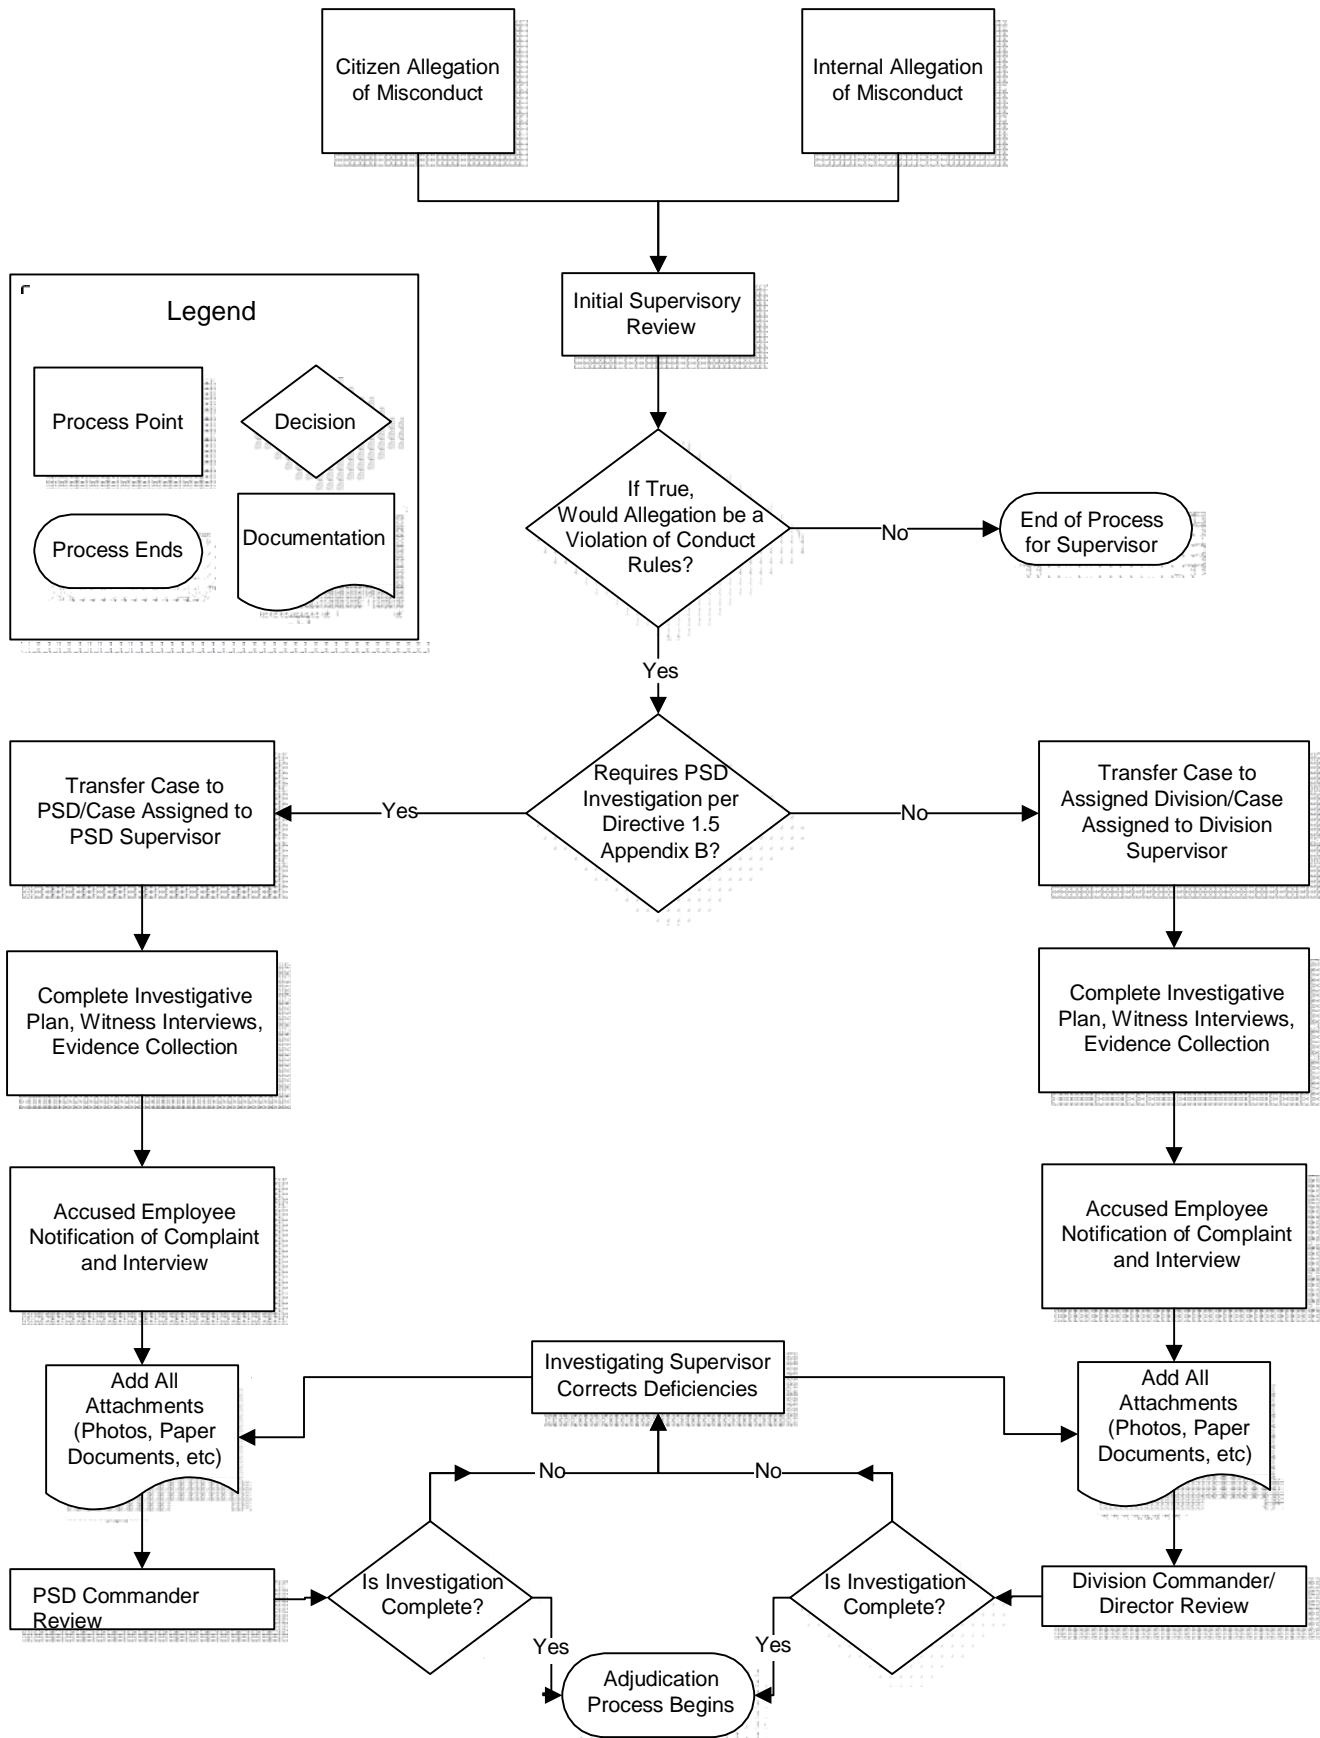 Citizen Allegation
of Misconduct
Internal Allegation
of Misconduct
Initial Supervisory
Review
Legend
Process Point
Decision
Process Ends
Documentation
If True,
Would Allegation be a
Violation of Conduct
Rules?
No
End of Process
for Supervisor
Yes
Transfer Case to
PSD/Case Assigned to
PSD Supervisor
Yes
Requires PSD
Investigation per
Directive 1.5
Appendix B?
No
Transfer Case to
Assigned Division/Case
Assigned to Division
Supervisor
Complete Investigative
Plan, Witness Interviews,
Evidence Collection
Complete Investigative
Plan, Witness Interviews,
Evidence Collection
Accused Employee
Notification of Complaint
and Interview
Accused Employee
Notification of Complaint
and Interview
Add All
Attachments
(Photos, Paper
Documents, etc)
Investigating Supervisor
Corrects Deficiencies
Add All
Attachments
(Photos, Paper
Documents, etc)
No
No
PSD Commander
Review
Is Investigation
Complete?
Is Investigation
Complete?
Division Commander/
Director Review
Yes
Yes
Adjudication
Process Begins